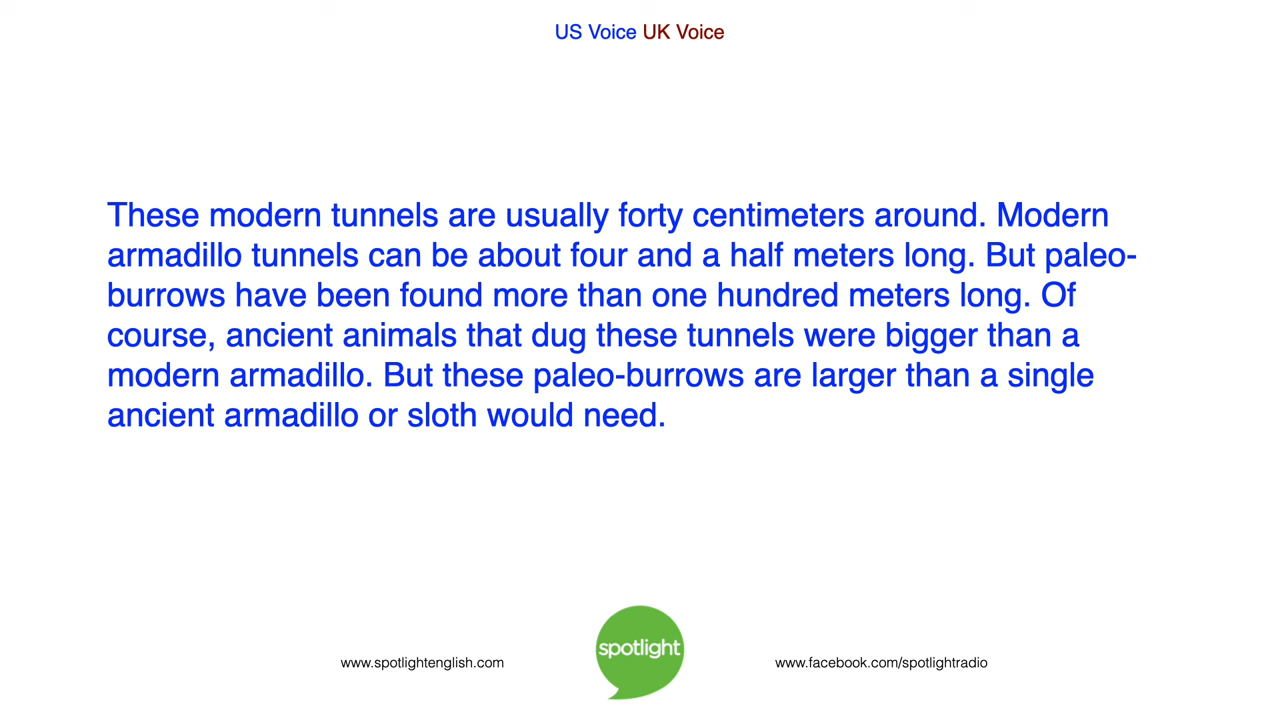 US Voice UK Voice
These modern tunnels are usually forty centimeters around. Modern
armadillo tunnels can be about four and a half meters long. But paleo-
burrows have been found more than one hundred meters long. Of
course, ancient animals that dug these tunnels were bigger than a
modern armadillo. But these paleo-burrows are larger than a single
ancient armadillo or sloth would need.
spotlight
www.spotlightenglish.com
www.facebook.com/spotlightradio